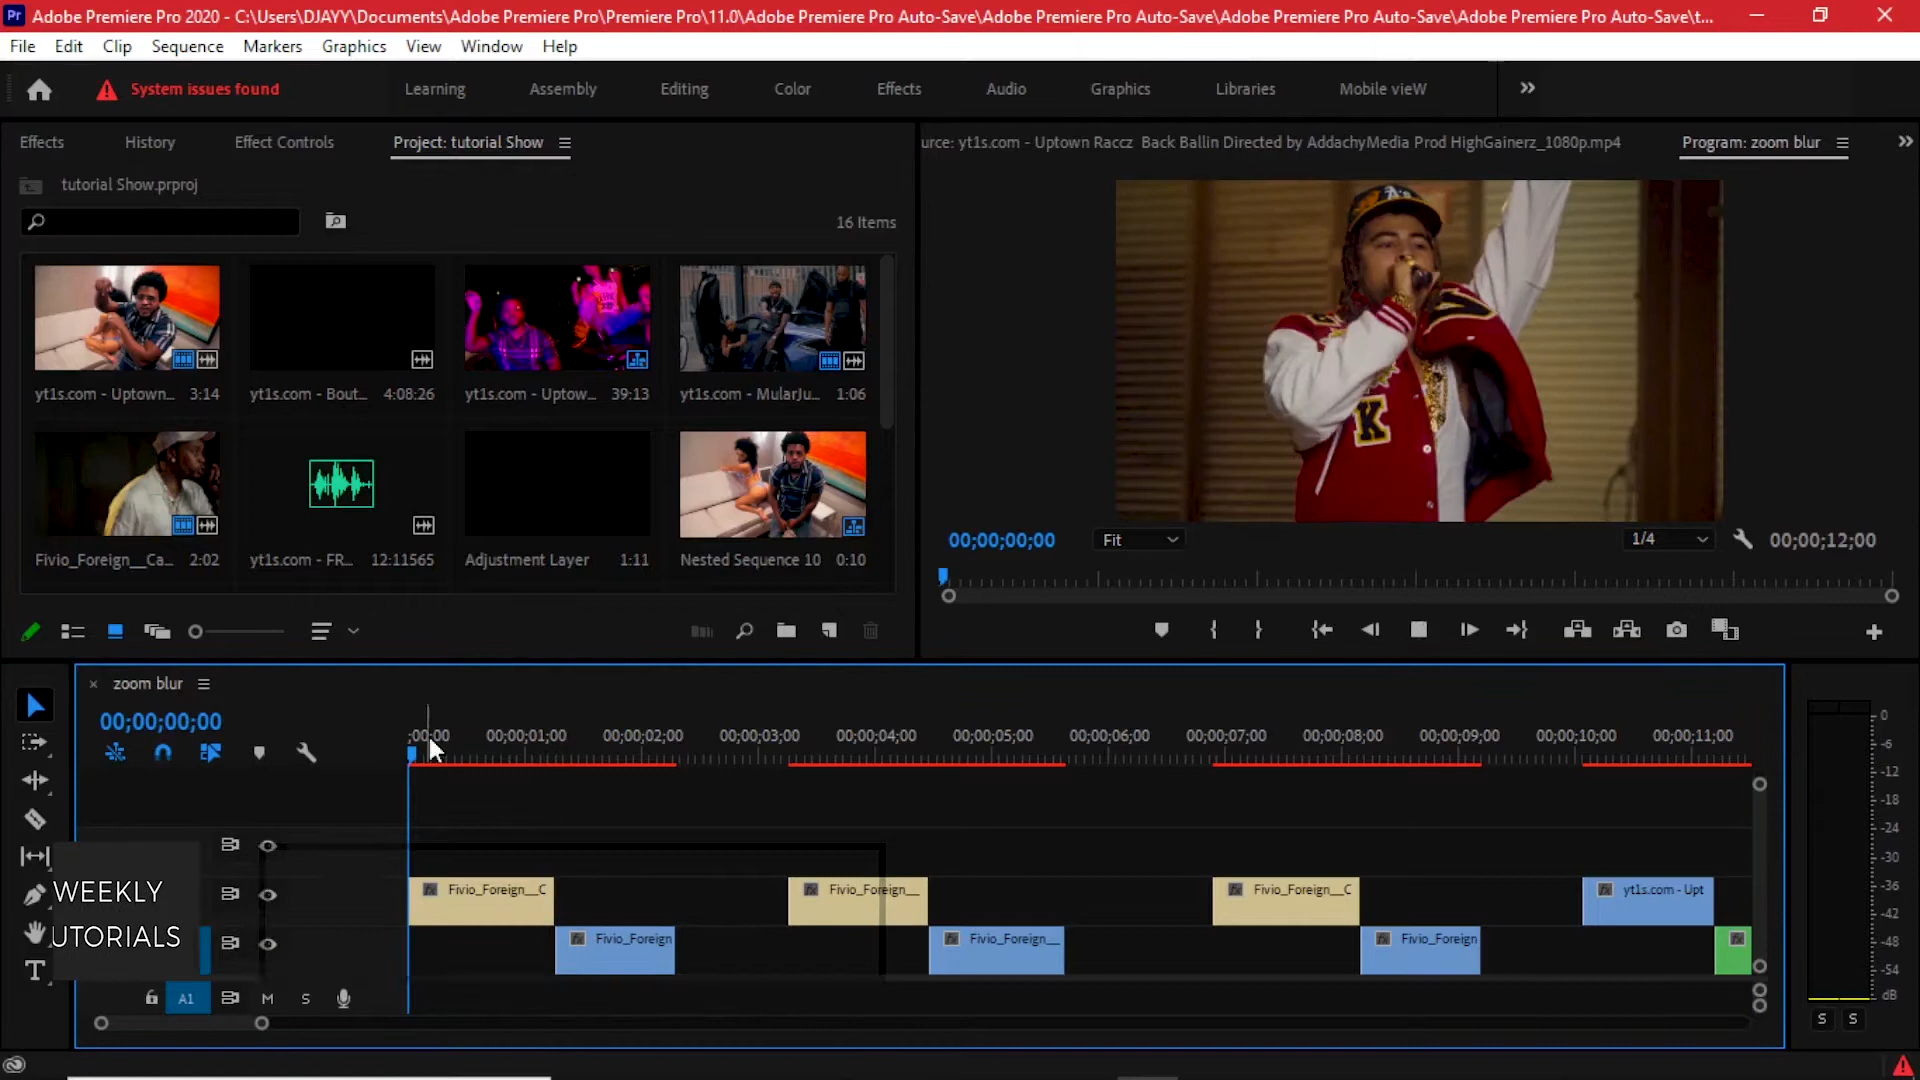 Pr Adobe Premiere Pro 2020 - C:\Users\DJAYY\Documents\Adobe Premiere Pro\Premiere Pro\11.0\Adobe Premiere Pro Auto-Save\Adobe Premiere Pro Auto-Save\Adobe Premiere Pro Auto-Save\Adobe Premiere Pro Auto-Save\t...
File Edit Clip Sequence Markers Graphics View Window Help
System issues found Learning Assembly Editing Color Effects Audio Graphics Libraries Mobile vieW
Effects History Effect Controls Project: tutorial Show
urce: yt1s.com - Uptown Raccz Back Ballin Directed by AddachyMedia Prod HighGainerz_1080p.mp4 Program: zoom blur
tutorial Show.prproj
16 Items
yt1s.com - Uptown... 3:14 yt1s.com - Bout... 4:08:26 yt1s.com - Uptow... 39:13 yt1s.com - MularJu... 1:06
Fivio_Foreign__Ca... 2:02 yt1s.com - FR... 12:11565 Adjustment Layer 1:11 Nested Sequence 10 0:10
A's
K
00;00;00;00 Fit 1/4 00;00;12;00
zoom blur
00;00;00;00
;00;00 00;00;01;00 00;00;02;00 00;00;03;00 00;00;04;00 00;00;05;00 00;00;06;00 00;00;07;00 00;00;08;00 00;00;09;00 00;00;10;00 00;00;11;00
fx Fivio_Foreign__C fx Fivio_Foreign__ fx Fivio_Foreign__C fx yt1s.com - Upt
fx Fivio_Foreign fx Fivio_Foreign__ fx Fivio_Foreign fx
WEEKLY
UTORIALS
T
A1 M S
0
-6
-12
-18
-24
-30
-36
-42
-48
-54
dB
S S